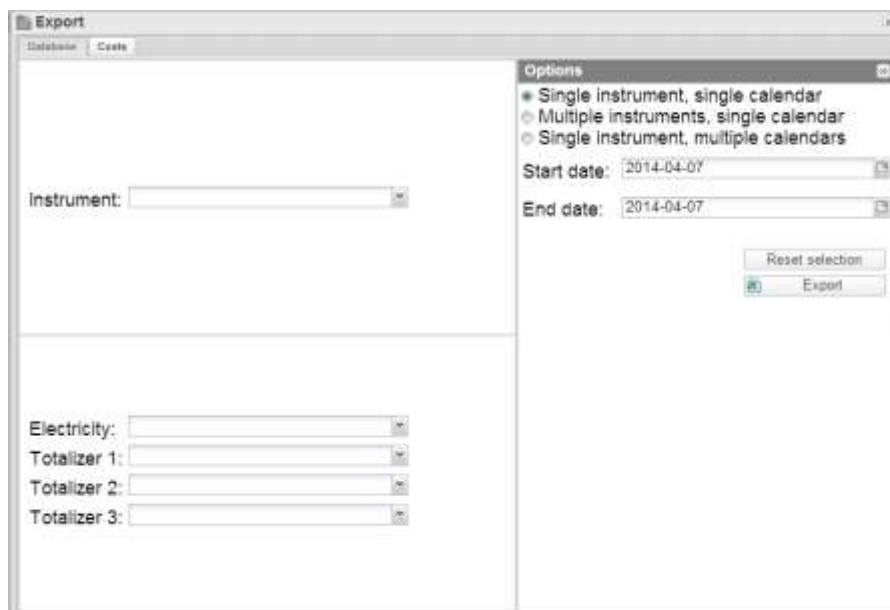 Export
Database Costs
Instrument:
Electricity:
Totalizer 1:
Totalizer 2:
Totalizer 3:
Options
Single instrument, single calendar
Multiple instruments, single calendar
Single instrument, multiple calendars
Start date: 2014-04-07
End date: 2014-04-07
Reset selection
Export